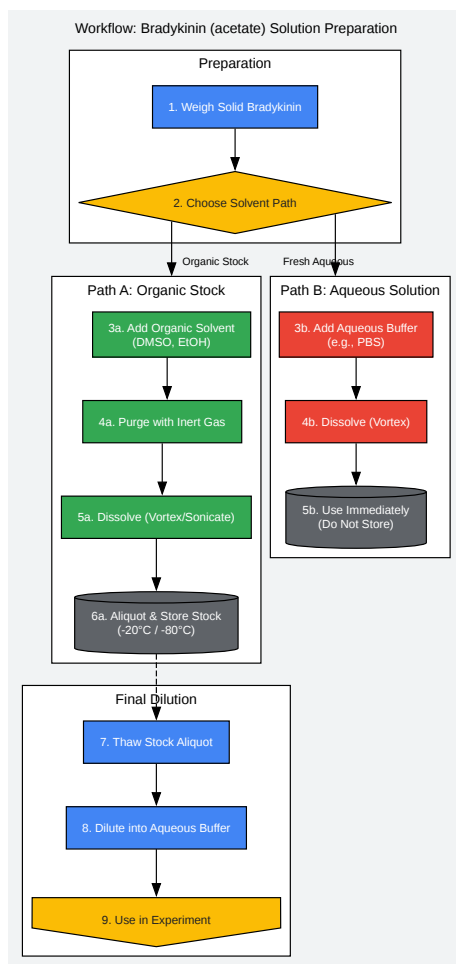 Workflow: Bradykinin (acetate) Solution Preparation
Preparation
1. Weigh Solid Bradykinin
2. Choose Solvent Path
Organic Stock
Fresh Aqueous
Path A: Organic Stock
3a. Add Organic Solvent
(DMSO, EtOH)
4a. Purge with Inert Gas
5a. Dissolve (Vortex/Sonicate)
6a. Aliquot & Store Stock
(-20°C / -80°C)
Path B: Aqueous Solution
3b. Add Aqueous Buffer
(e.g., PBS)
4b. Dissolve (Vortex)
5b. Use Immediately
(Do Not Store)
Final Dilution
7. Thaw Stock Aliquot
8. Dilute into Aqueous Buffer
9. Use in Experiment